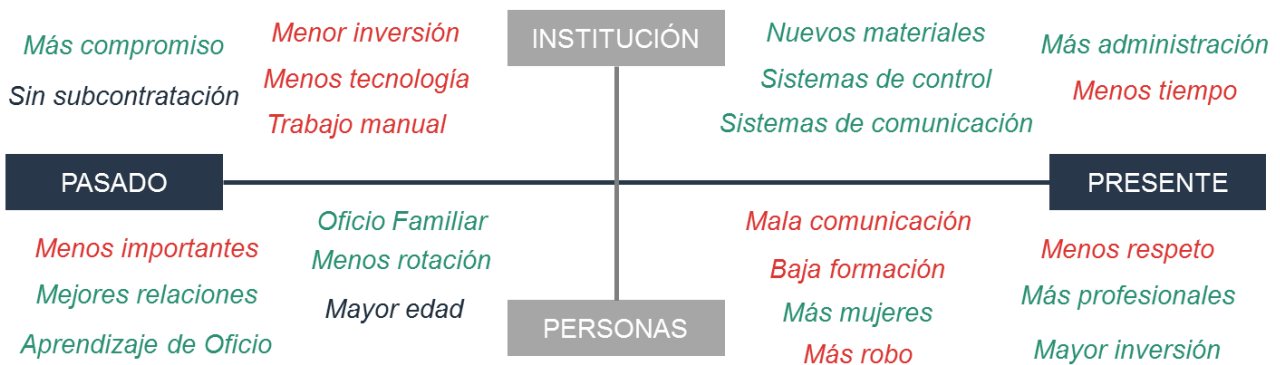 INSTITUCIÓN
Más compromiso
Sin subcontratación
Menor inversión
Menos tecnología
Trabajo manual
Nuevos materiales
Sistemas de control
Sistemas de comunicación
Más administración
Menos tiempo
PASADO
PRESENTE
Menos importantes
Mejores relaciones
Aprendizaje de Oficio
Oficio Familiar
Menos rotación
Mayor edad
Mala comunicación
Baja formación
Más mujeres
Más robo
Menos respeto
Más profesionales
Mayor inversión
PERSONAS